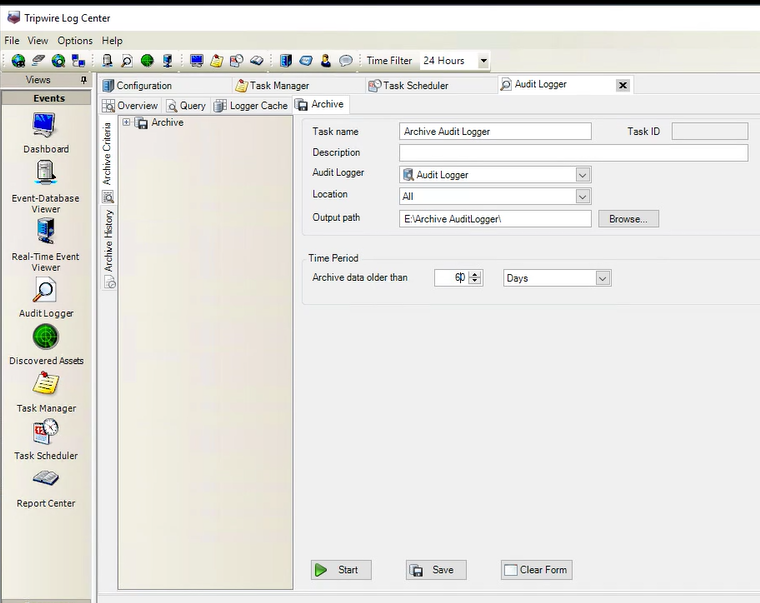 Tripwire Log Center
File View Options Help
Time Filter 24 Hours
Views
Configuration Task Manager Task Scheduler Audit Logger
Events
Overview Query Logger Cache Archive
Dashboard
Event-Database
Viewer
Real-Time Event
Viewer
Audit Logger
Discovered Assets
Task Manager
Task Scheduler
Report Center
Archive Criteria
Archive History
Archive
Task name Archive Audit Logger Task ID
Description
Audit Logger Audit Logger
Location All
Output path E:\Archive AuditLogger\ Browse...
Time Period
Archive data older than 60 Days
Start Save Clear Form